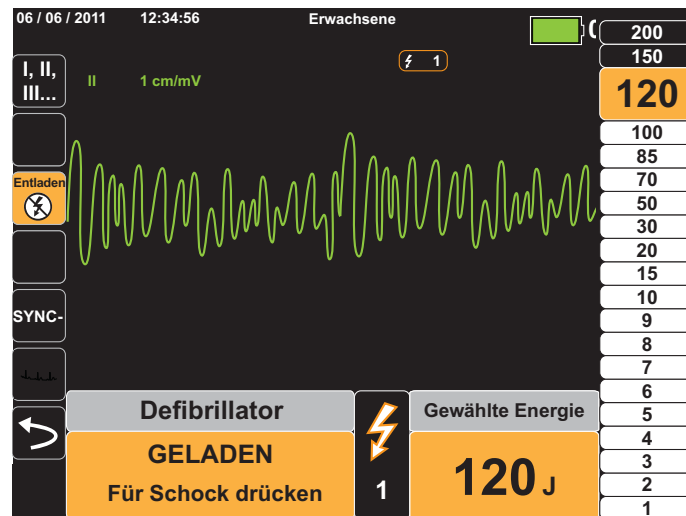 06 / 06 / 2011 12:34:56 Erwachsene
I, II,
III...
II 1 cm/mV
1
Entladen
SYNC-
Defibrillator
GELADEN
Für Schock drücken
1
Gewählte Energie
120 J
200
150
120
100
85
70
50
30
20
15
10
9
8
7
6
5
4
3
2
1